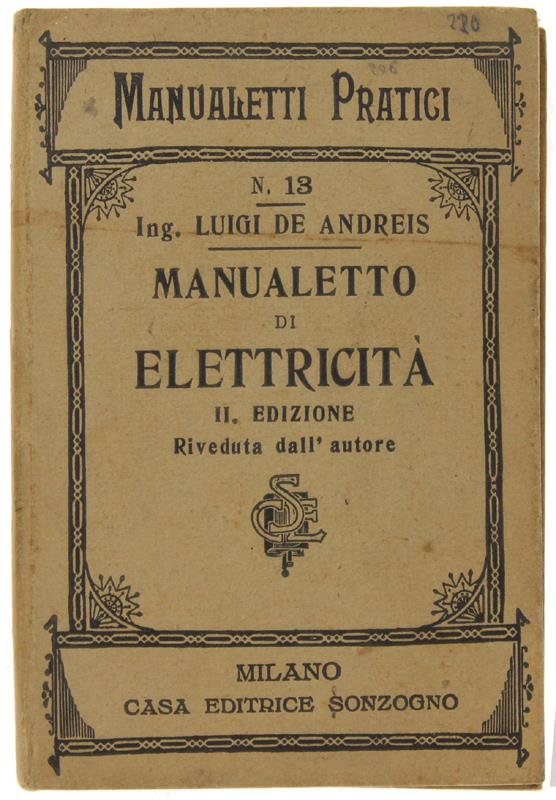 220
MANUALETTI PRATICI
N. 13
Ing. LUIGI DE ANDREIS
MANUALETTO
DI
ELETTRICITÀ
II. EDIZIONE
Riveduta dall' autore
MILANO
CASA EDITRICE SONZOGNO